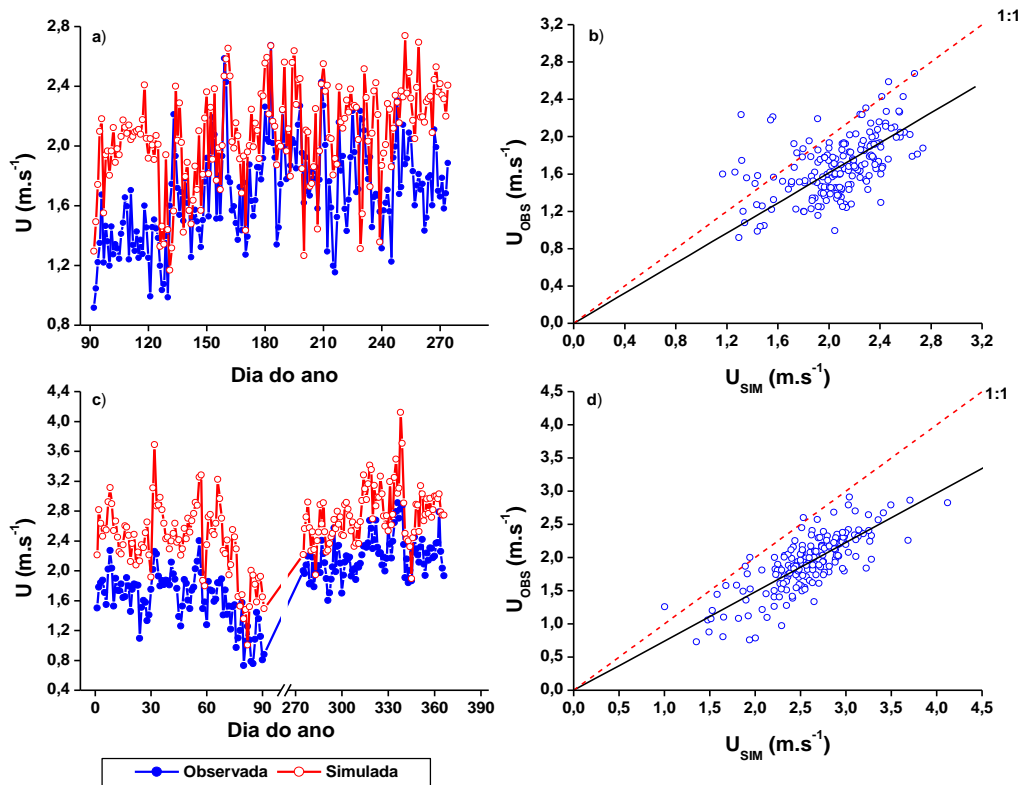 a)
U (m.s-1)
2,8
2,4
2,0
1,6
1,2
0,8
90 120 150 180 210 240 270
Dia do ano
b)
1:1
UOBS (m.s-1)
3,2
2,8
2,4
2,0
1,6
1,2
0,8
0,4
0,0
0,0 0,4 0,8 1,2 1,6 2,0 2,4 2,8 3,2
USIM (m.s-1)
c)
U (m.s-1)
4,4
4,0
3,6
3,2
2,8
2,4
2,0
1,6
1,2
0,8
0,4
0 30 60 90 270 300 330 360 390
Dia do ano
d)
1:1
UOBS (m.s-1)
4,5
4,0
3,5
3,0
2,5
2,0
1,5
1,0
0,5
0,0
0,0 0,5 1,0 1,5 2,0 2,5 3,0 3,5 4,0 4,5
USIM (m.s-1)
Observada Simulada